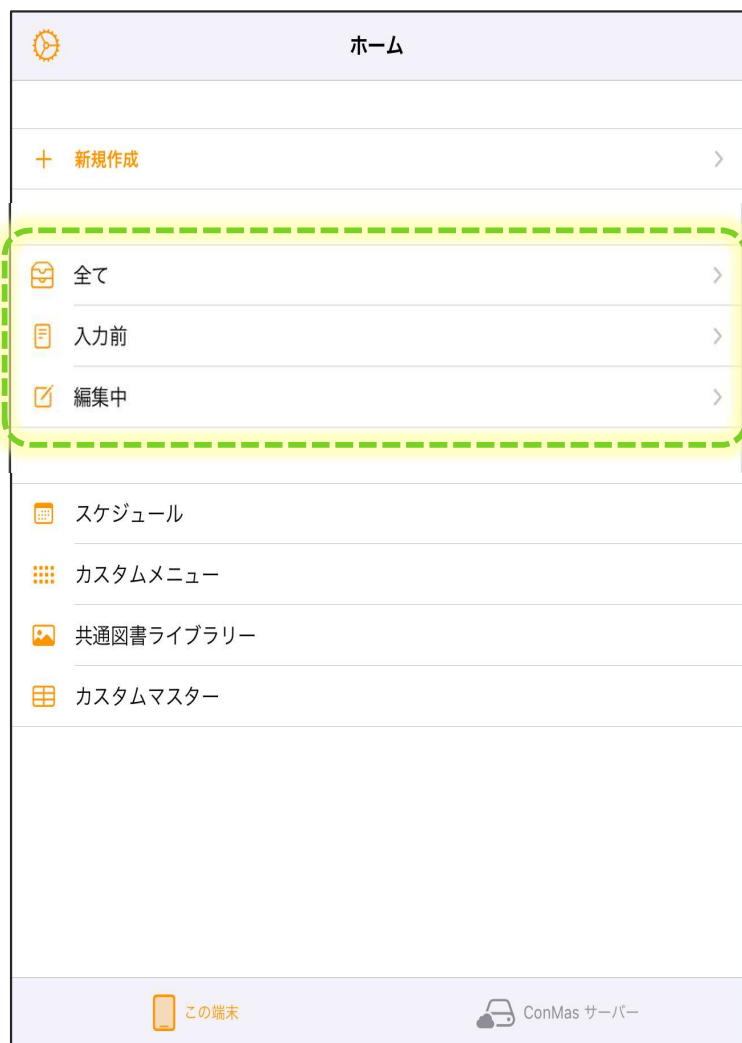 ホーム
新規作成
全て
入力前
編集中
スケジュール
カスタムメニュー
共通図書ライブラリー
カスタムマスター
この端末
ConMas サーバー